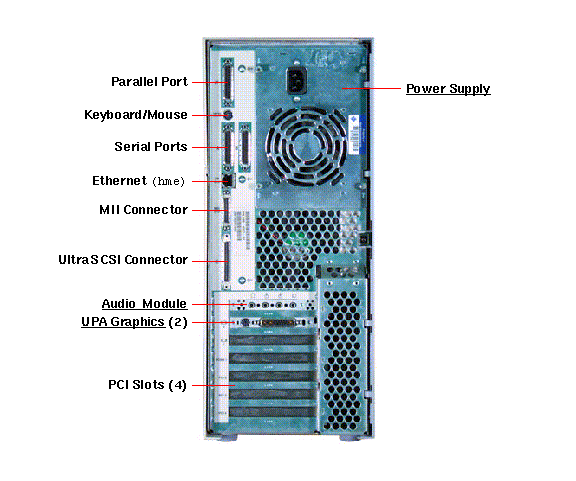 Parallel Port
Power Supply
Keyboard/Mouse
Serial Ports
Ethernet (hme)
MII Connector
UltraSCSI Connector
Audio Module
UPA Graphics (2)
PCI Slots (4)